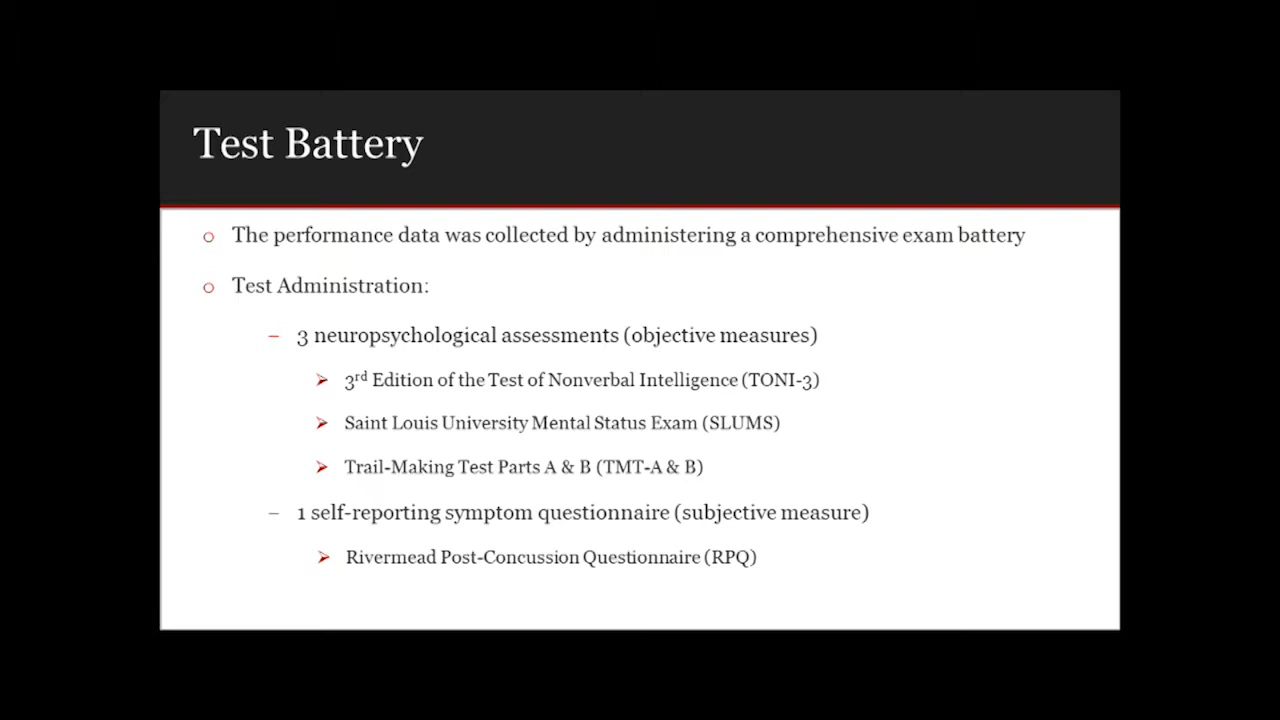 Test Battery
The performance data was collected by administering a comprehensive exam battery
Test Administration:
3 neuropsychological assessments (objective measures)
3rd Edition of the Test of Nonverbal Intelligence (TONI-3)
Saint Louis University Mental Status Exam (SLUMS)
Trail-Making Test Parts A & B (TMT-A & B)
1 self-reporting symptom questionnaire (subjective measure)
Rivermead Post-Concussion Questionnaire (RPQ)